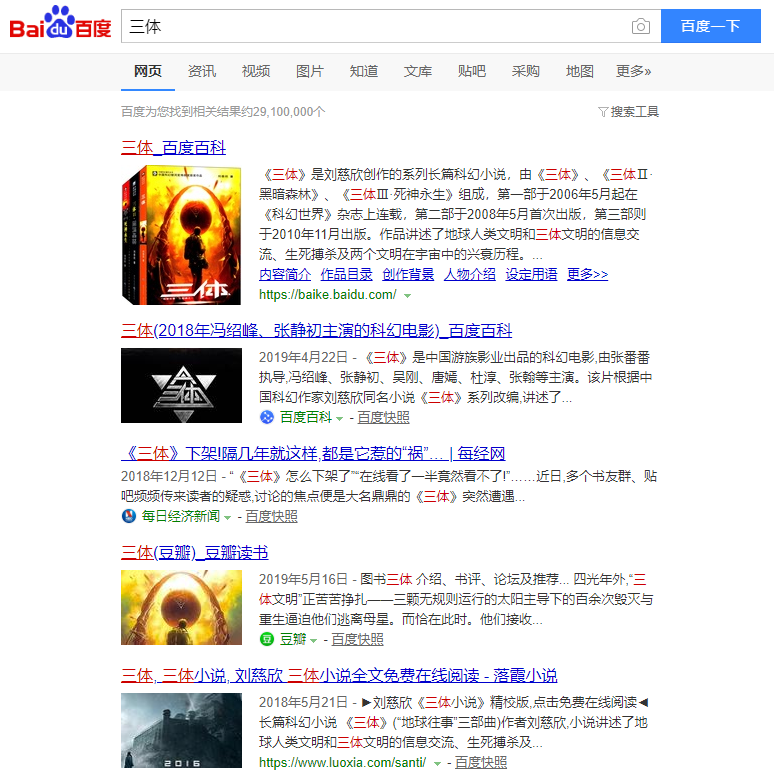 Bai du 百度
三体
百度一下
网页 资讯 视频 图片 知道 文库 贴吧 采购 地图 更多»
百度为您找到相关结果约29,100,000个
搜索工具
三体_百度百科
《三体》是刘慈欣创作的系列长篇科幻小说，由《三体》、《三体Ⅱ·
黑暗森林》、《三体Ⅲ·死神永生》组成，第一部于2006年5月起在
《科幻世界》杂志上连载，第二部于2008年5月首次出版，第三部则
于2010年11月出版。作品讲述了地球人类文明和三体文明的信息交
流、生死搏杀及两个文明在宇宙中的兴衰历程。...
内容简介 作品目录 创作背景 人物介绍 设定用语 更多>>
三体
https://baike.baidu.com/
三体(2018年冯绍峰、张静初主演的科幻电影)_百度百科
2019年4月22日 - 《三体》是中国游族影业出品的科幻电影,由张番番
执导,冯绍峰、张静初、吴刚、唐嫣、杜淳、张翰等主演。该片根据中
国科幻作家刘慈欣同名小说《三体》系列改编,讲述了...
三体
百度百科 - 百度快照
《三体》下架!隔几年就这样,都是它惹的“祸”... | 每经网
2018年12月12日 - “《三体》怎么下架了”“在线看了一半竟然看不了!”……近日,多个书友群、贴
吧频频传来读者的疑惑,讨论的焦点便是大名鼎鼎的《三体》突然遭遇...
每日经济新闻 - 百度快照
三体(豆瓣)_豆瓣读书
2019年5月16日 - 图书三体 介绍、书评、论坛及推荐... 四光年外,“三
体文明”正苦苦挣扎——三颗无规则运行的太阳主导下的百余次毁灭与
重生逼迫他们逃离母星。而恰在此时。他们接收...
豆 豆瓣 - 百度快照
三体, 三体小说, 刘慈欣 三体小说全文免费在线阅读 - 落霞小说
2018年5月21日 - ►刘慈欣《三体小说》精校版,点击免费在线阅读◄
长篇科幻小说 《三体》(“地球往事”三部曲)作者刘慈欣,小说讲述了地
球人类文明和三体文明的信息交流、生死搏杀及...
2016
https://www.luoxia.com/santi/ - 百度快照